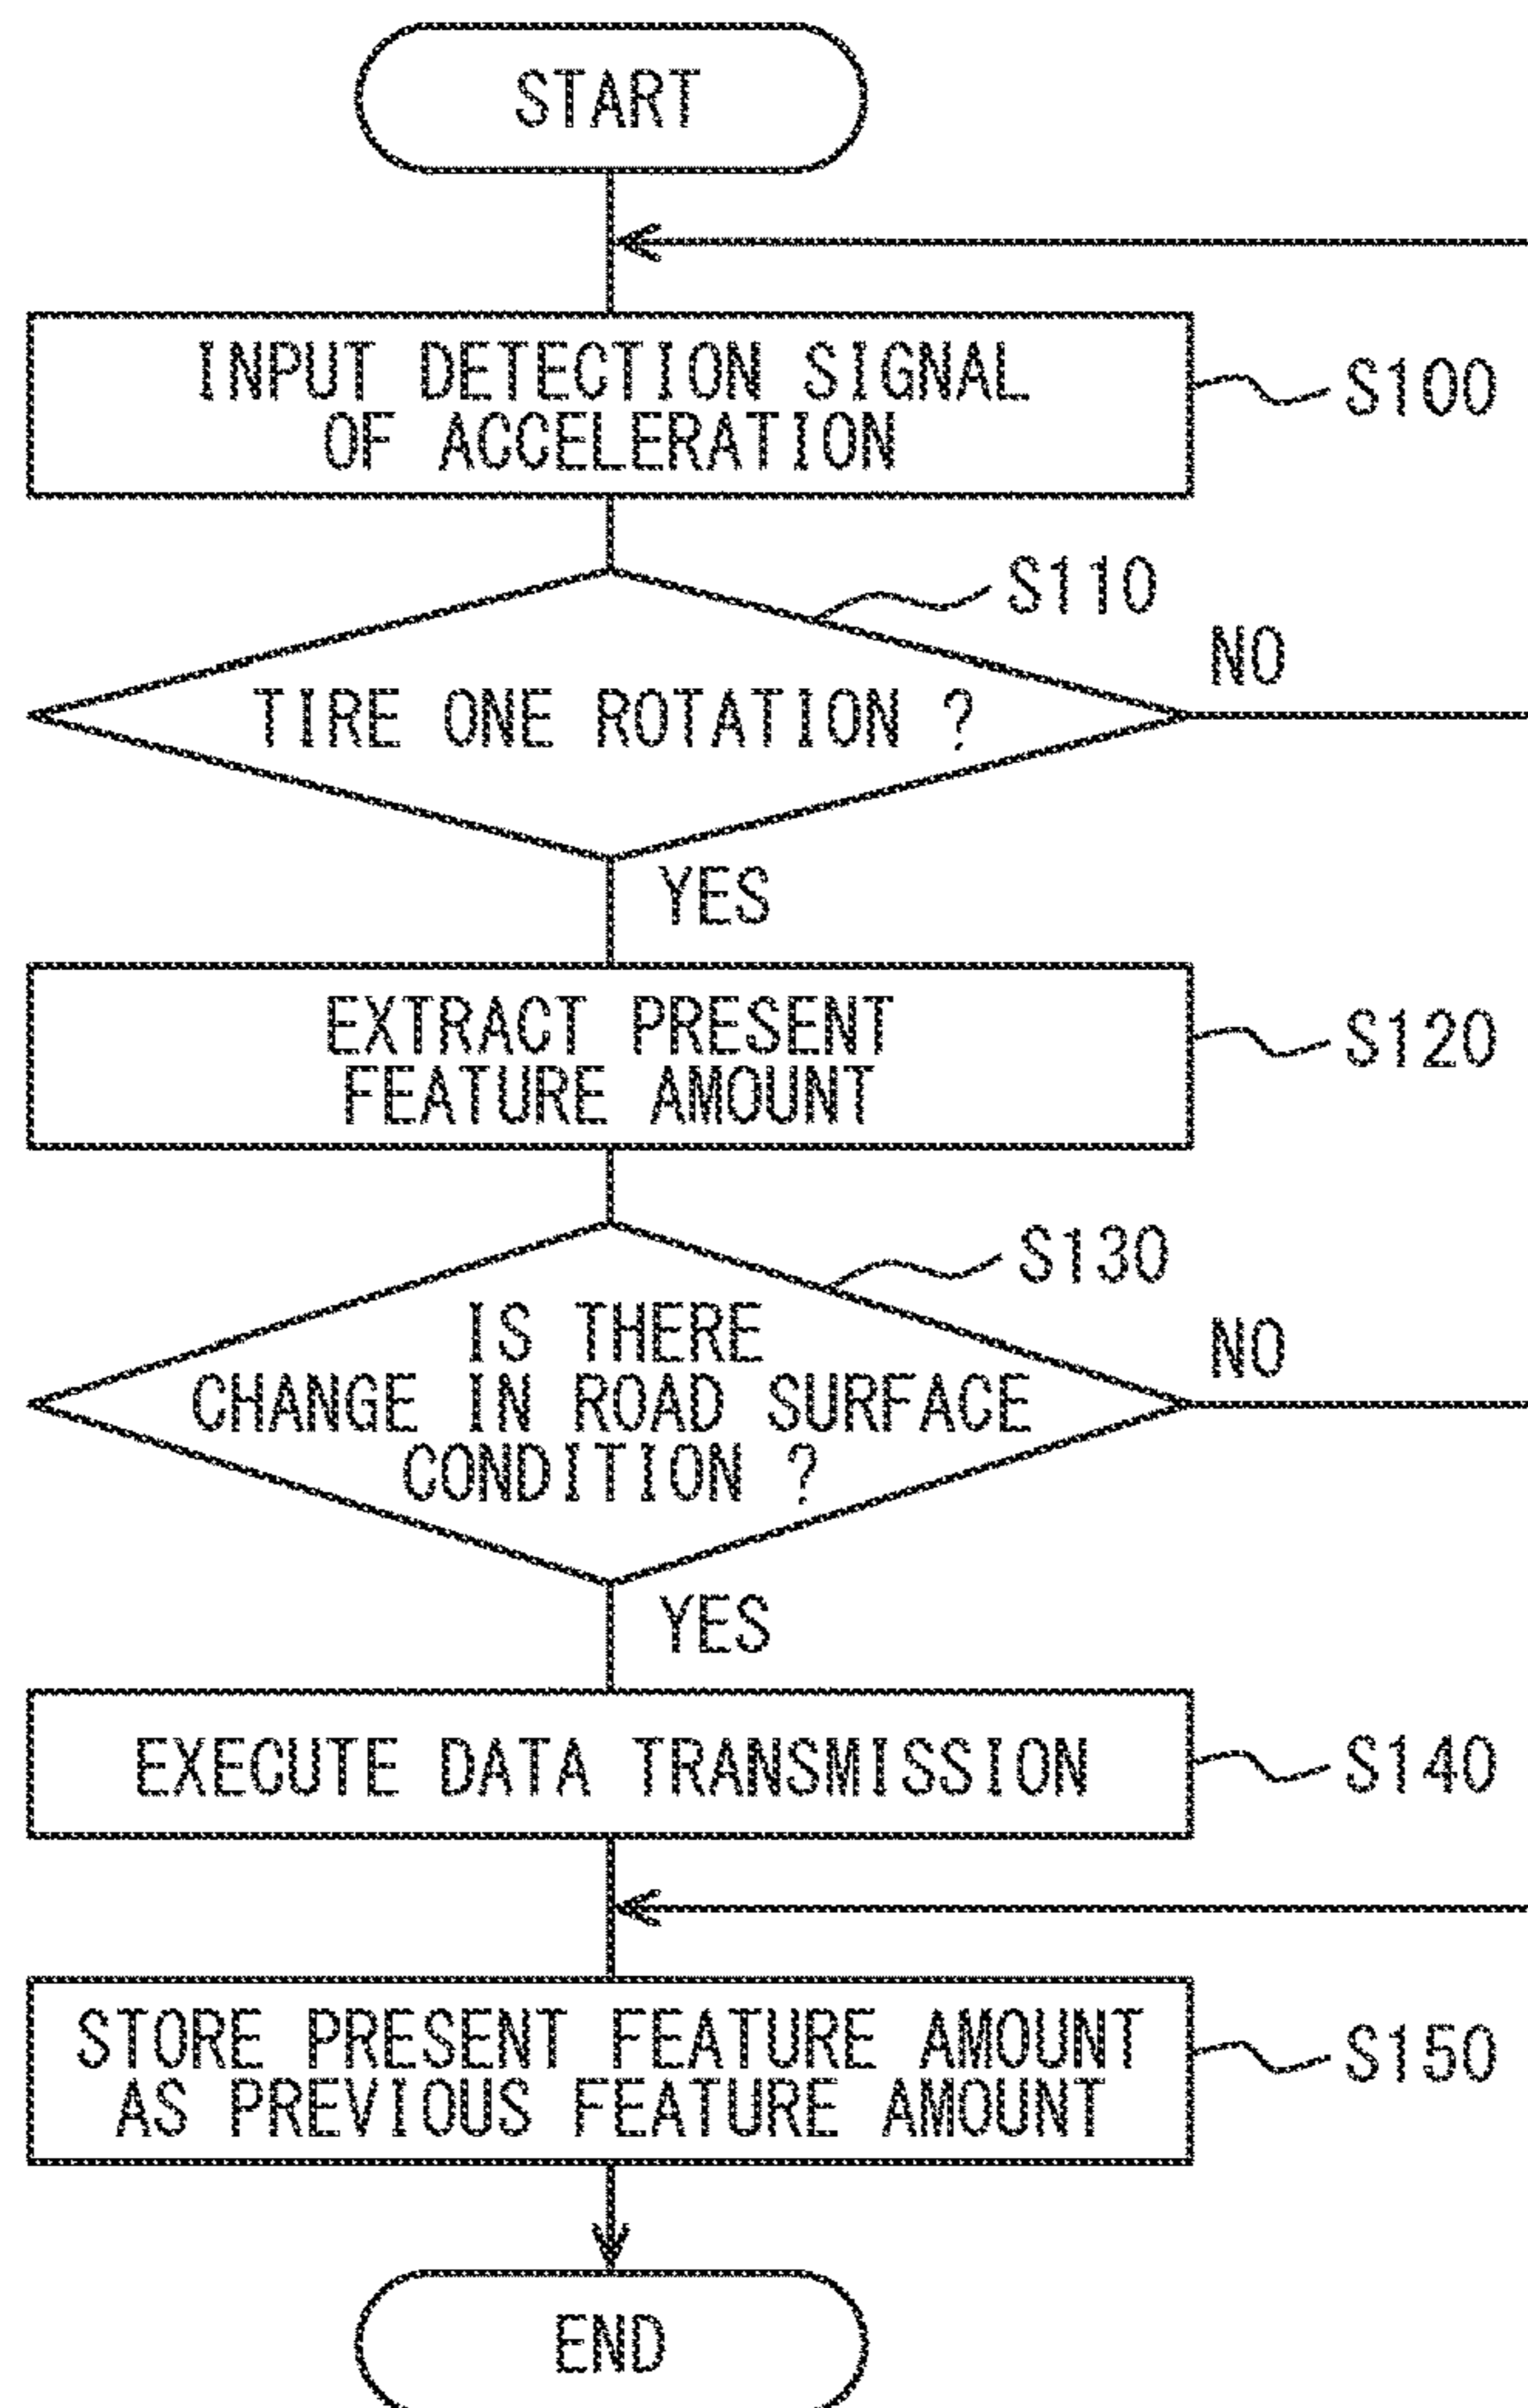 START
INPUT DETECTION SIGNAL
OF ACCELERATION
S100
S110
NO
TIRE ONE ROTATION ?
YES
EXTRACT PRESENT
FEATURE AMOUNT
S120
S130
IS THERE
NO
CHANGE IN ROAD SURFACE
CONDITION ?
YES
EXECUTE DATA TRANSMISSION
S140
STORE PRESENT FEATURE AMOUNT
AS PREVIOUS FEATURE AMOUNT
S150
END